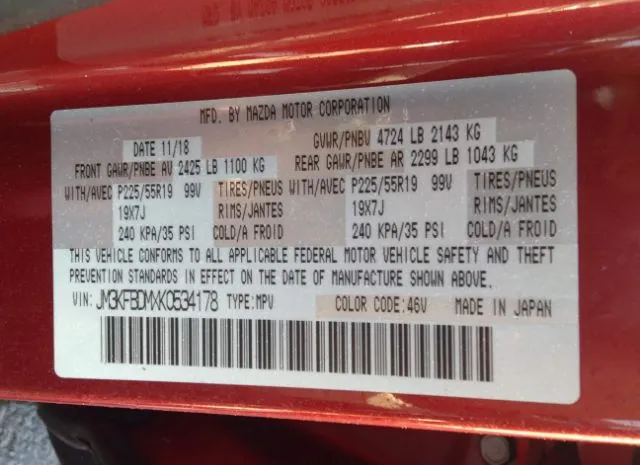 MFD. BY MAZDA MOTOR CORPORATION
DATE 11/18 GVWR/PNBV 4724 LB 2143 KG
FRONT GAWR/PNBE AV 2425 LB 1100 KG REAR GAWR/PNBE AR 2299 LB 1043 KG
WITH/AVEC P225/55R19 99V TIRES/PNEUS WITH/AVEC P225/55R19 99V TIRES/PNEUS
19X7J RIMS/JANTES 19X7J RIMS/JANTES
240 KPA/35 PSI COLD/A FROID 240 KPA/35 PSI COLD/A FROID
THIS VEHICLE CONFORMS TO ALL APPLICABLE FEDERAL MOTOR VEHICLE SAFETY AND THEFT
PREVENTION STANDARDS IN EFFECT ON THE DATE OF MANUFACTURE SHOWN ABOVE.
VIN: JM3KFBDMXK0534178 TYPE:MPV COLOR CODE:46V MADE IN JAPAN